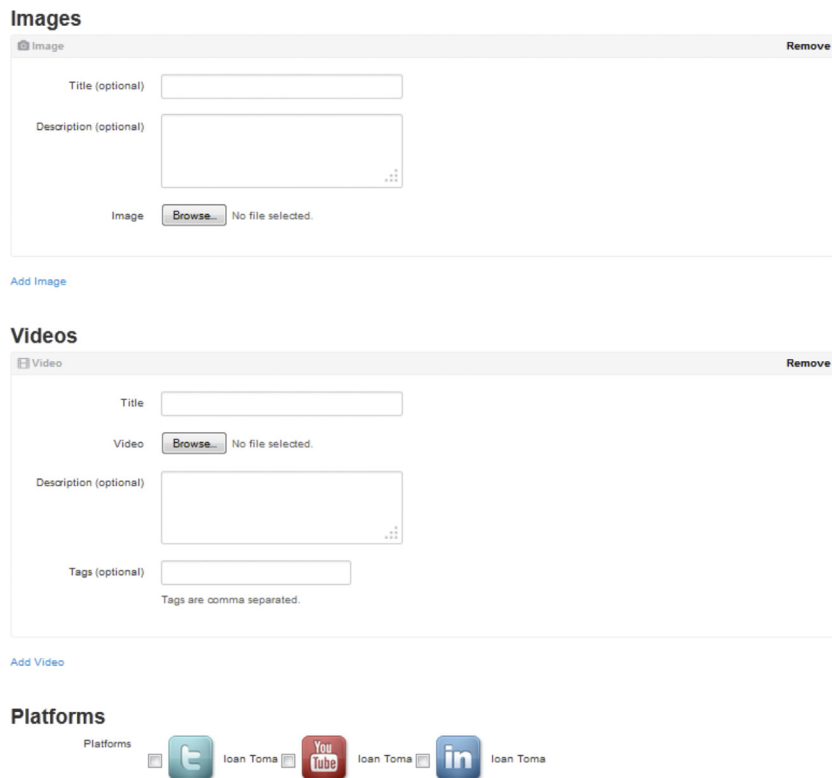 Images
Image Remove
Title (optional)
Description (optional)
Image Browse... No file selected.
Add Image
Videos
Video Remove
Title
Video Browse... No file selected.
Description (optional)
Tags (optional)
Tags are comma separated.
Add Video
Platforms
Platforms t Ioan Toma You Tube Ioan Toma in Ioan Toma